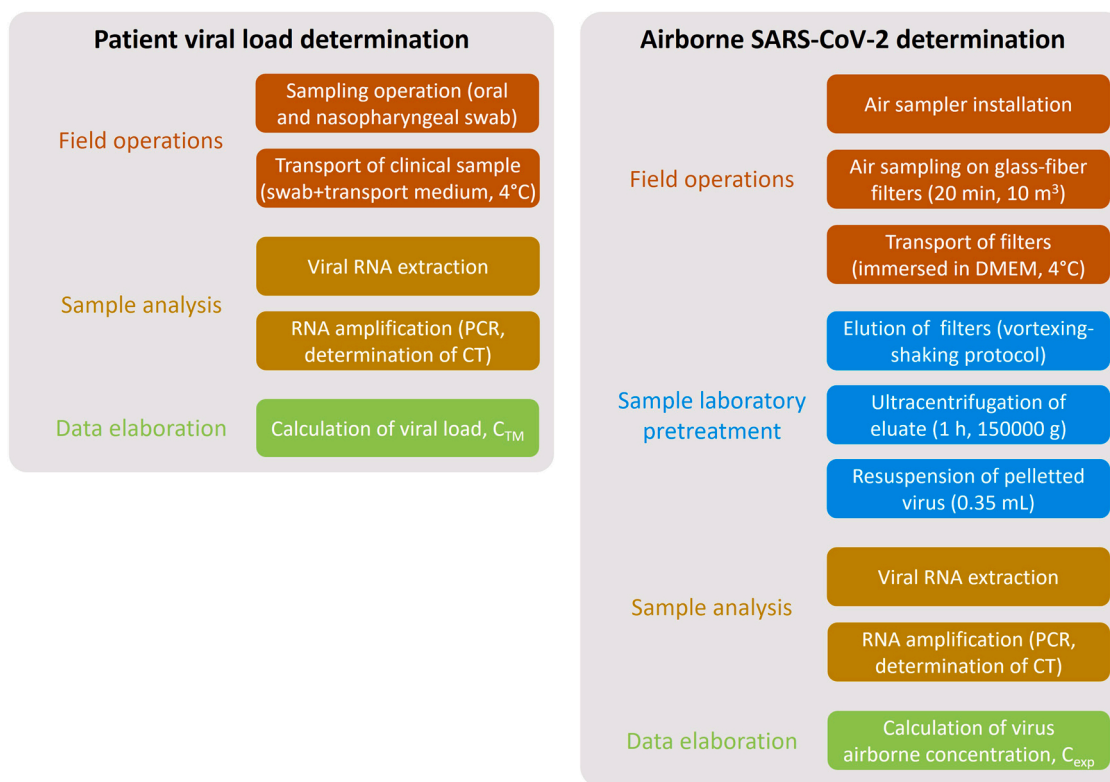 Patient viral load determination
Field operations
Sampling operation (oral
and nasopharyngeal swab)
Transport of clinical sample
(swab+transport medium, 4°C)
Sample analysis
Viral RNA extraction
RNA amplification (PCR,
determination of CT)
Data elaboration
Calculation of viral load, C_TM
Airborne SARS-CoV-2 determination
Field operations
Air sampler installation
Air sampling on glass-fiber
filters (20 min, 10 m³)
Transport of filters
(immersed in DMEM, 4°C)
Sample laboratory
pretreatment
Elution of filters (vortexing-
shaking protocol)
Ultracentrifugation of
eluate (1 h, 150000 g)
Resuspension of pelletted
virus (0.35 mL)
Sample analysis
Viral RNA extraction
RNA amplification (PCR,
determination of CT)
Data elaboration
Calculation of virus
airborne concentration, C_exp